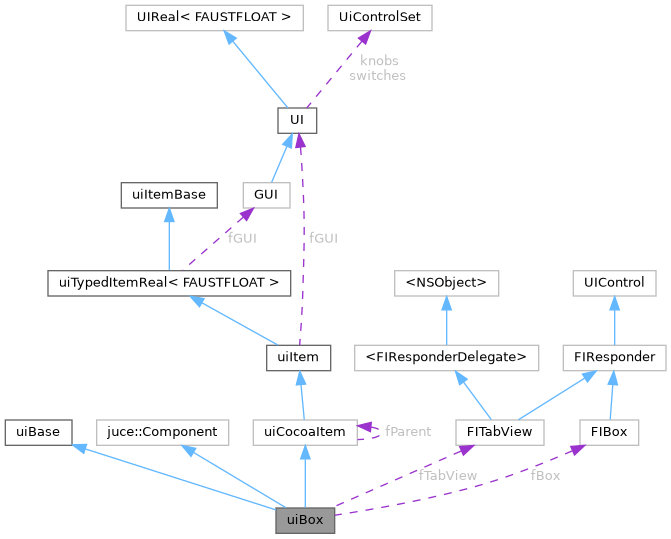 UIReal< FAUSTFLOAT >
UiControlSet
knobs
switches
UI
uiItemBase
GUI
fGUI
fGUI
uiTypedItemReal< FAUSTFLOAT >
<NSObject>
UIControl
uiItem
<FIResponderDelegate>
FIResponder
uiBase
juce::Component
uiCocoaItem
fParent
FITabView
FIBox
fTabView
fBox
uiBox